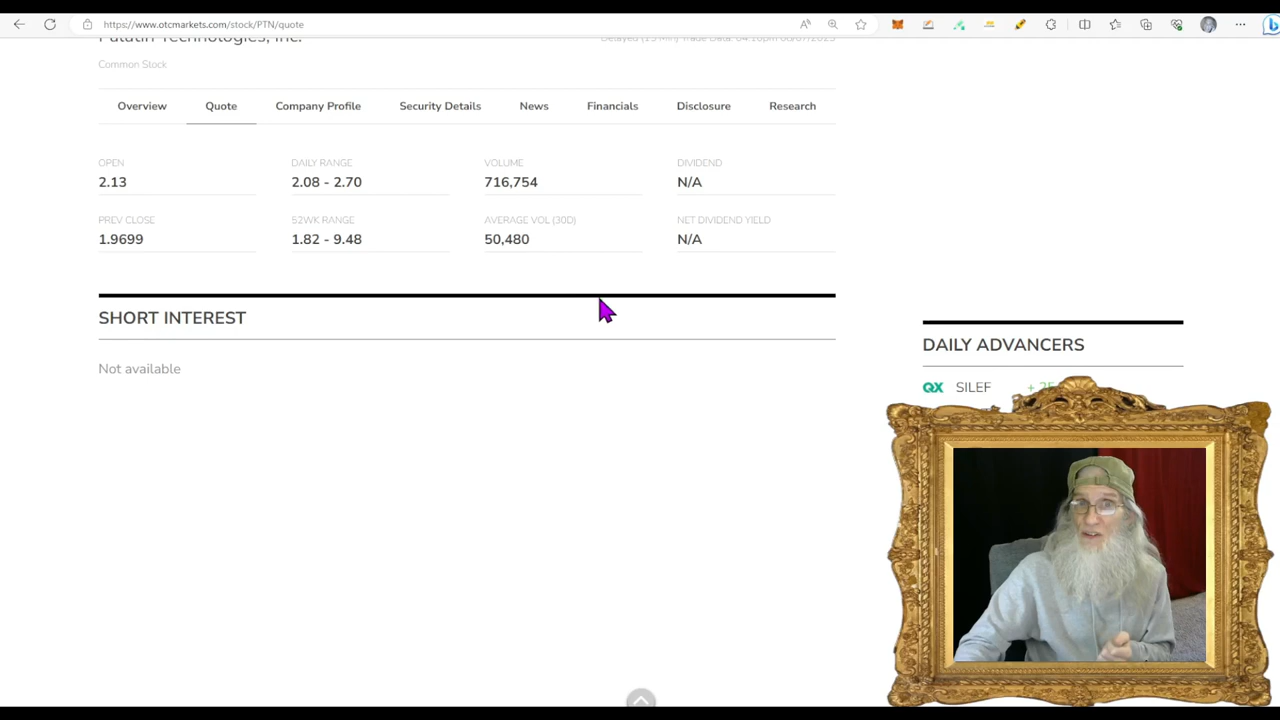 https://www.otcmarkets.com/stock/PTN/quote
Palatin Technologies, Inc.
Common Stock
Overview Quote Company Profile Security Details News Financials Disclosure Research
OPEN DAILY RANGE VOLUME DIVIDEND
2.13 2.08 - 2.70 716,754 N/A
PREV CLOSE 52WK RANGE AVERAGE VOL (30D) NET DIVIDEND YIELD
1.9699 1.82 - 9.48 50,480 N/A
SHORT INTEREST
Not available
DAILY ADVANCERS
QX SILEF